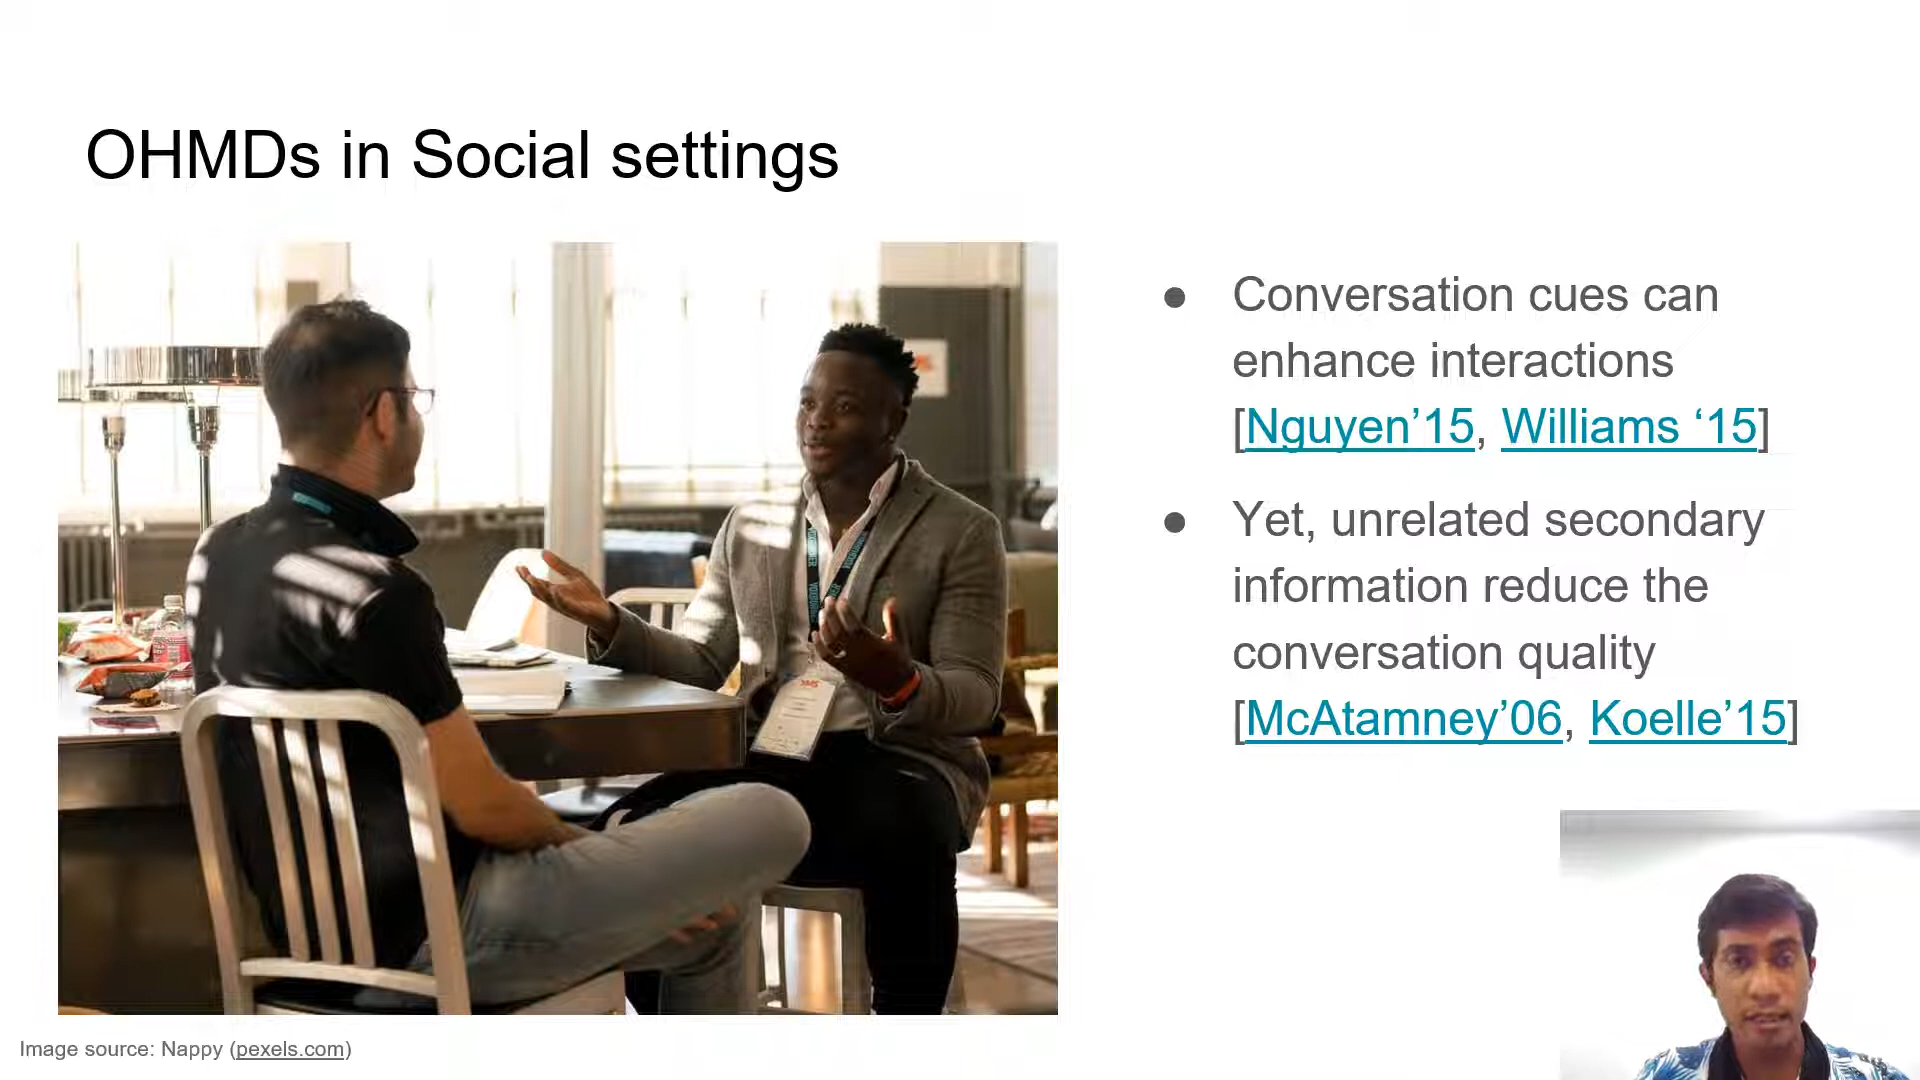 OHMDs in Social settings
● Conversation cues can
enhance interactions
[Nguyen’15, Williams ‘15]
● Yet, unrelated secondary
information reduce the
conversation quality
[McAtamney’06, Koelle’15]
Image source: Nappy (pexels.com)